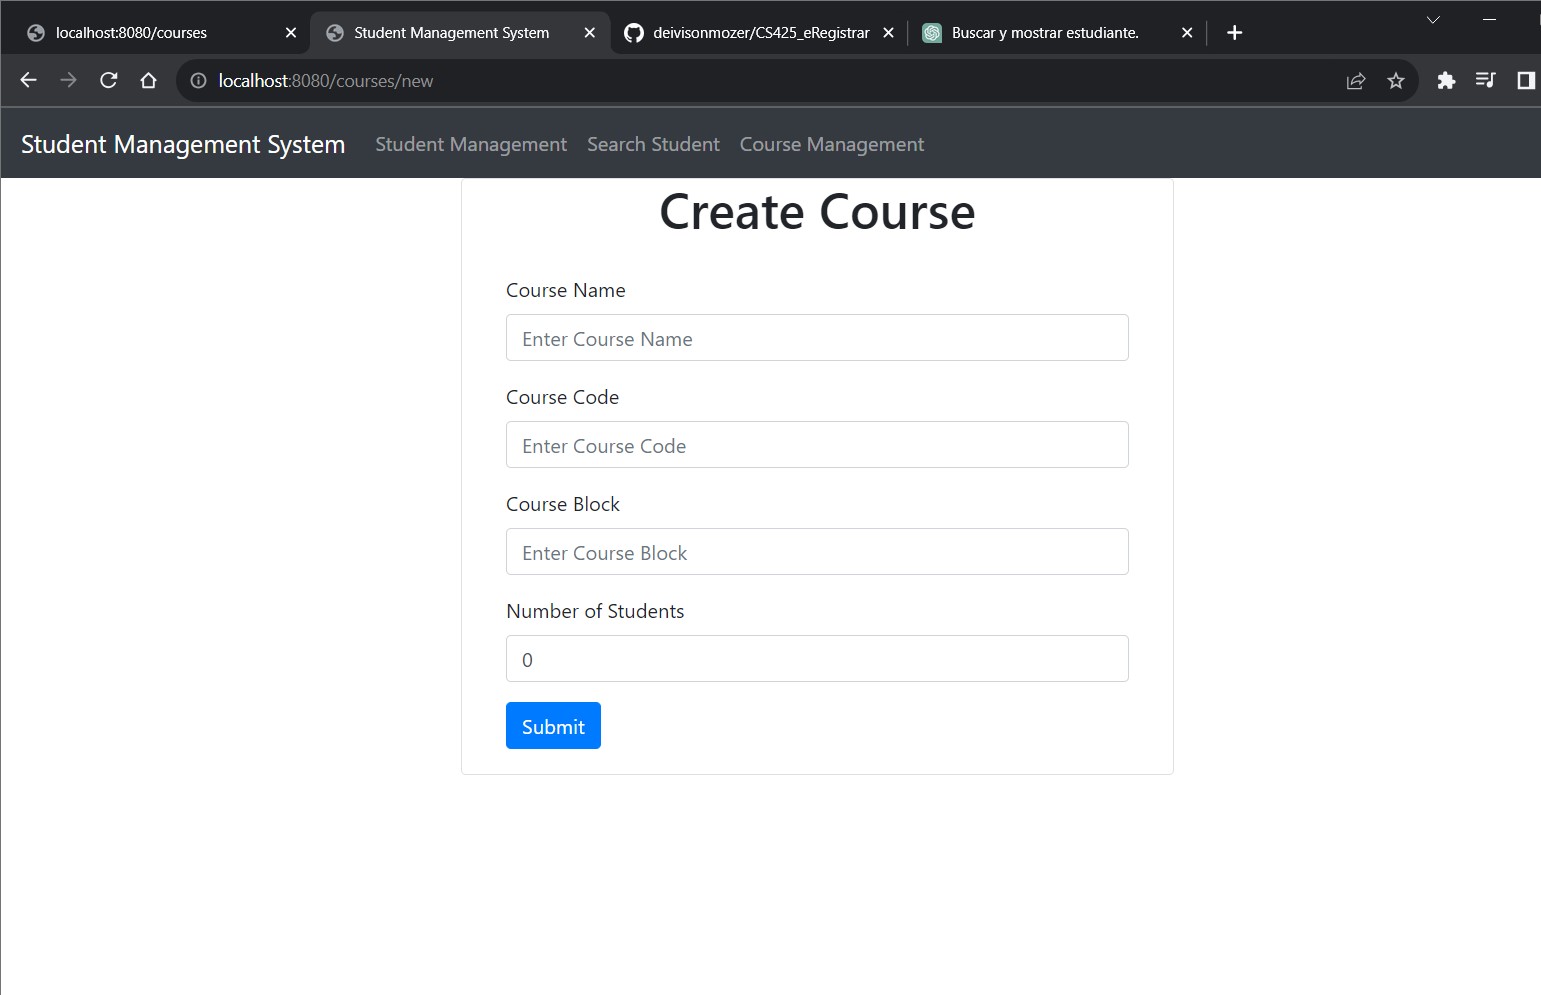 localhost:8080/courses
Student Management System
deivisonmozer/CS425_eRegistrar
Buscar y mostrar estudiante.
localhost:8080/courses/new
Student Management System Student Management Search Student Course Management
Create Course
Course Name
Enter Course Name
Course Code
Enter Course Code
Course Block
Enter Course Block
Number of Students
0
Submit